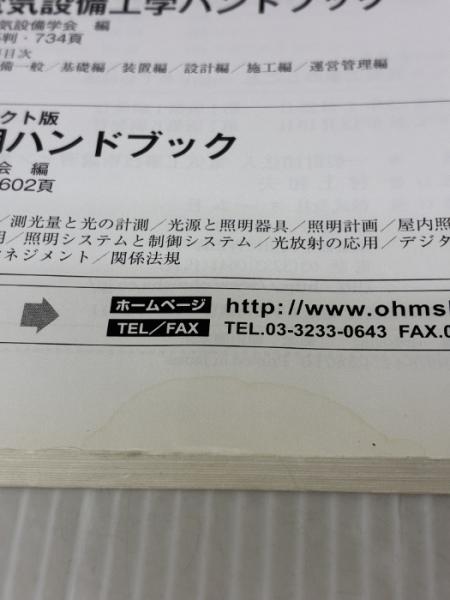 気設備工学ハンドブック
気設備学会 編
判・734頁
目次
備一般／基礎編／装置編／設計編／施工編／運営管理編
クト版
ハンドブック
会 編
602頁
／測光量と光の計測／光源と照明器具／照明計画／屋内照
／照明システムと制御システム／光放射の応用／デジタ
ネジメント／関係法規
ホームページ http://www.ohms
TEL／FAX TEL.03-3233-0643 FAX.0